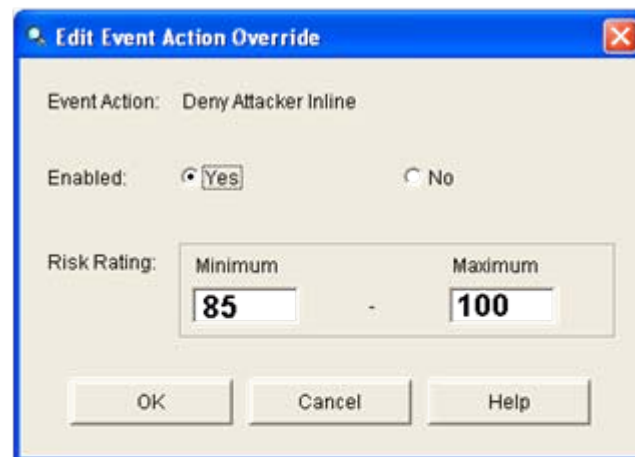 Edit Event Action Override
Event Action: Deny Attacker Inline
Enabled: Yes No
Risk Rating: Minimum Maximum
85 - 100
OK Cancel Help